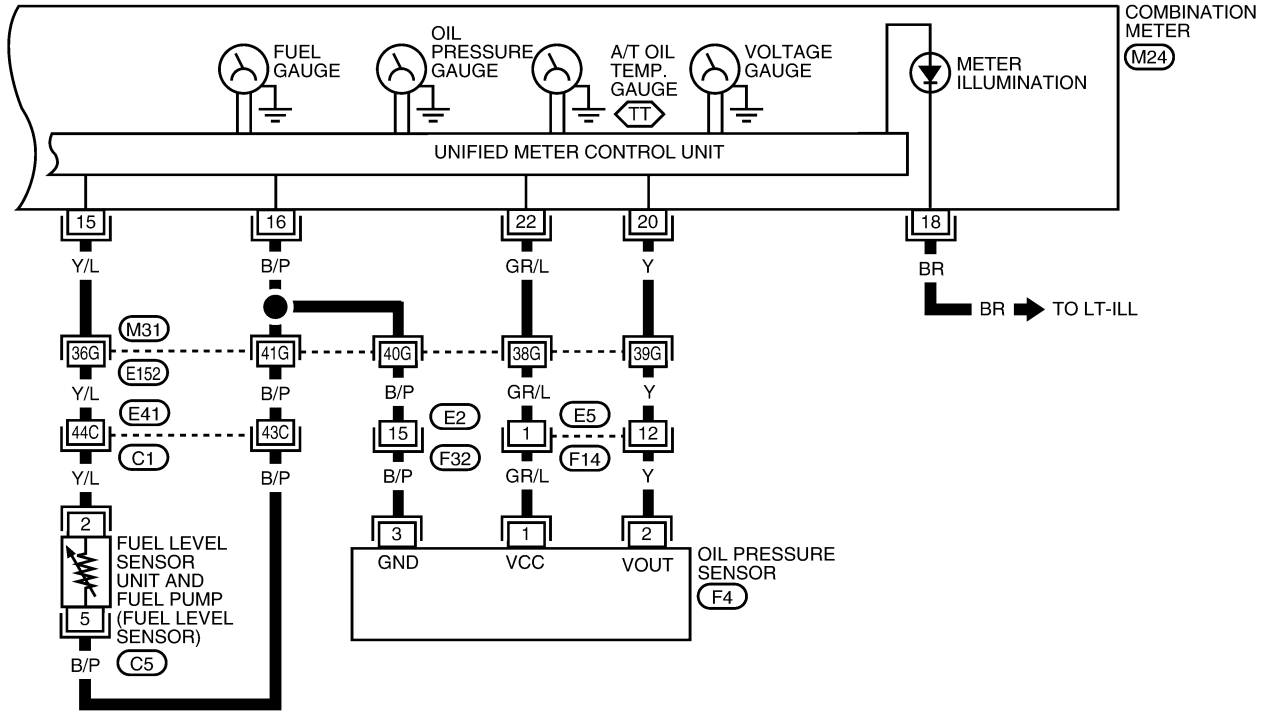 COMBINATION
METER
M24
FUEL
GAUGE
OIL
PRESSURE
GAUGE
A/T OIL
TEMP.
GAUGE
TT
VOLTAGE
GAUGE
METER
ILLUMINATION
UNIFIED METER CONTROL UNIT
15 16 22 20 18
Y/L B/P GR/L Y BR
BR TO LT-ILL
M31
36G 41G 40G 38G 39G
E152
Y/L B/P B/P GR/L Y
E41 E2 E5
44C 43C 15 1 12
C1 F32 F14
Y/L B/P B/P GR/L Y
2 3 1 2
GND VCC VOUT
FUEL LEVEL
SENSOR
UNIT AND
FUEL PUMP
(FUEL LEVEL
SENSOR)
5
B/P C5
OIL PRESSURE
SENSOR
F4